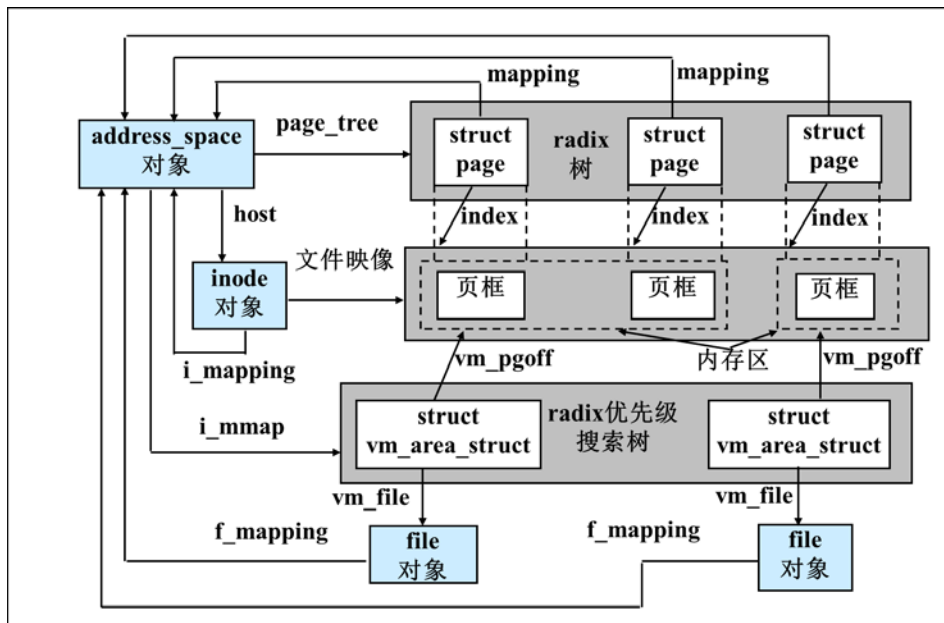 mapping
mapping
address_space
对象
page_tree
struct
page
radix
树
struct
page
struct
page
host
index
index
index
文件映像
inode
对象
页框
页框
页框
i_mapping
vm_pgoff
内存区
vm_pgoff
i_mmap
struct
vm_area_struct
radix优先级
搜索树
struct
vm_area_struct
vm_file
vm_file
f_mapping
file
对象
f_mapping
file
对象